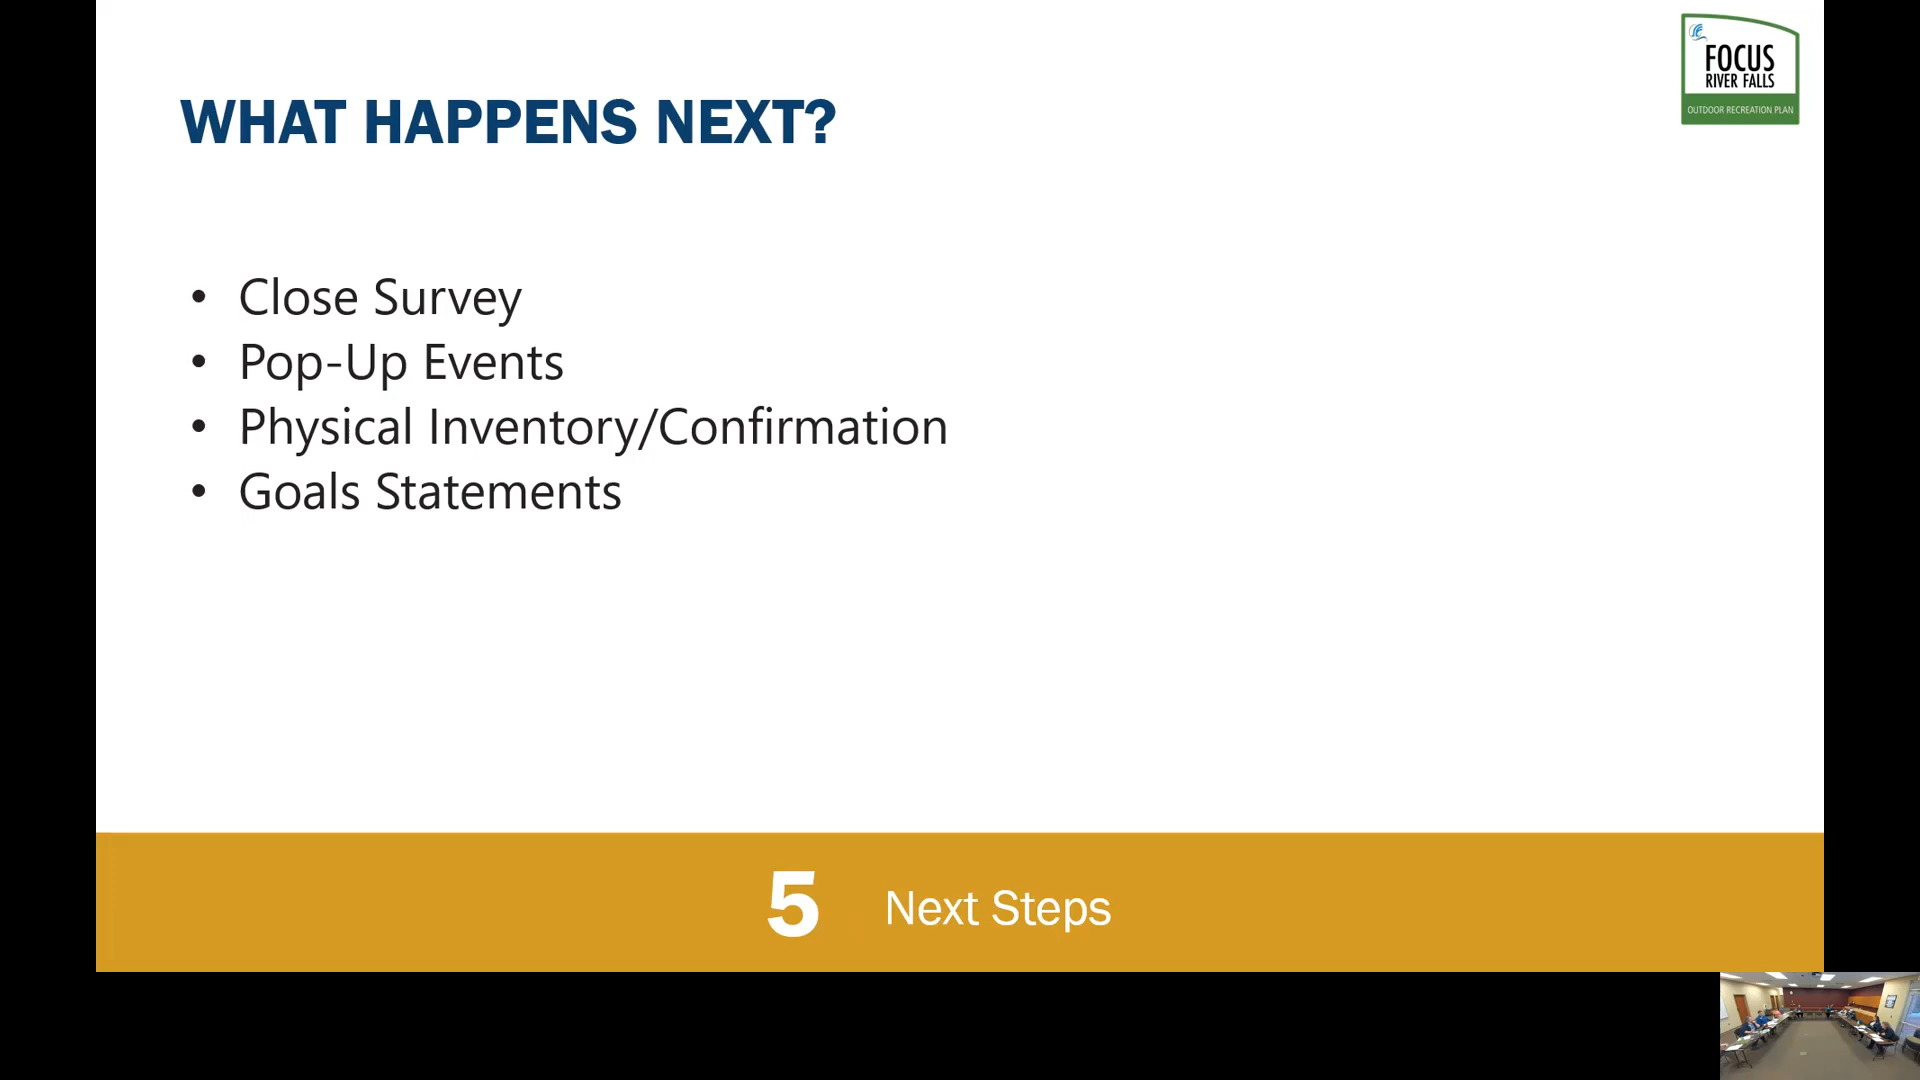 FOCUS
RIVER FALLS
OUTDOOR RECREATION PLAN
WHAT HAPPENS NEXT?
• Close Survey
• Pop-Up Events
• Physical Inventory/Confirmation
• Goals Statements
5 Next Steps